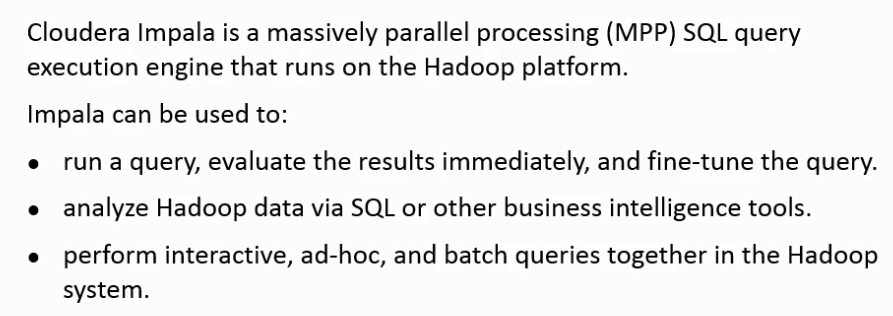 Cloudera Impala is a massively parallel processing (MPP) SQL query
execution engine that runs on the Hadoop platform.
Impala can be used to:
• run a query, evaluate the results immediately, and fine-tune the query.
• analyze Hadoop data via SQL or other business intelligence tools.
• perform interactive, ad-hoc, and batch queries together in the Hadoop
system.